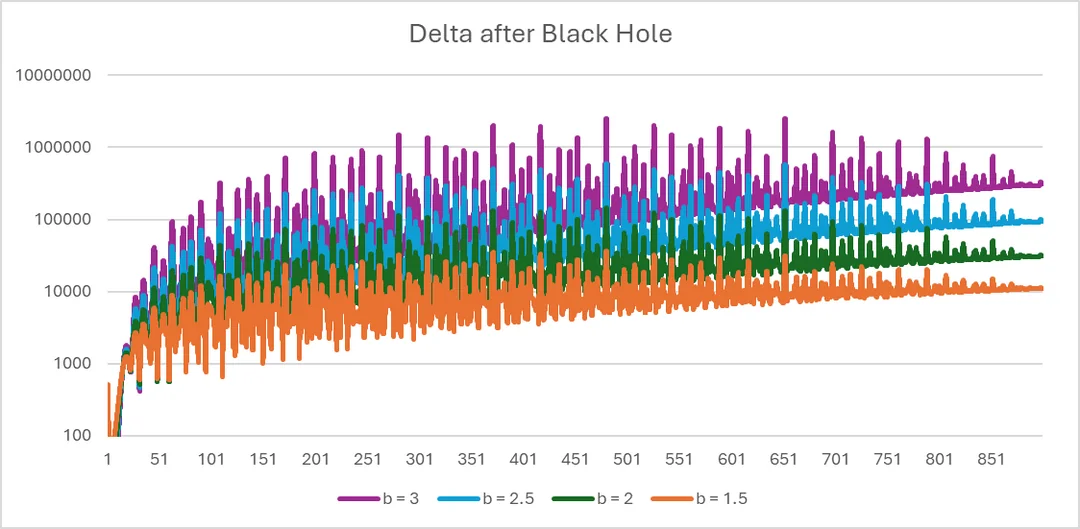 Delta after Black Hole
10000000
1000000
100000
10000
1000
100
1 51 101 151 201 251 301 351 401 451 501 551 601 651 701 751 801 851
b = 3 b = 2.5 b = 2 b = 1.5